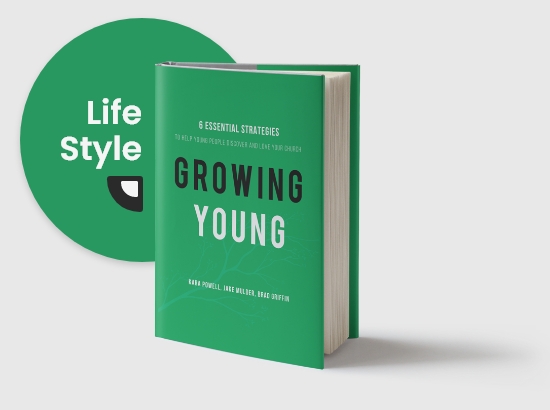 Life
Style
6 ESSENTIAL STRATEGIES
TO HELP YOUNG PEOPLE DISCOVER AND LOVE YOUR CHURCH
GROWING
YOUNG
KARA POWELL, JAKE MULDER, BRAD GRIFFIN